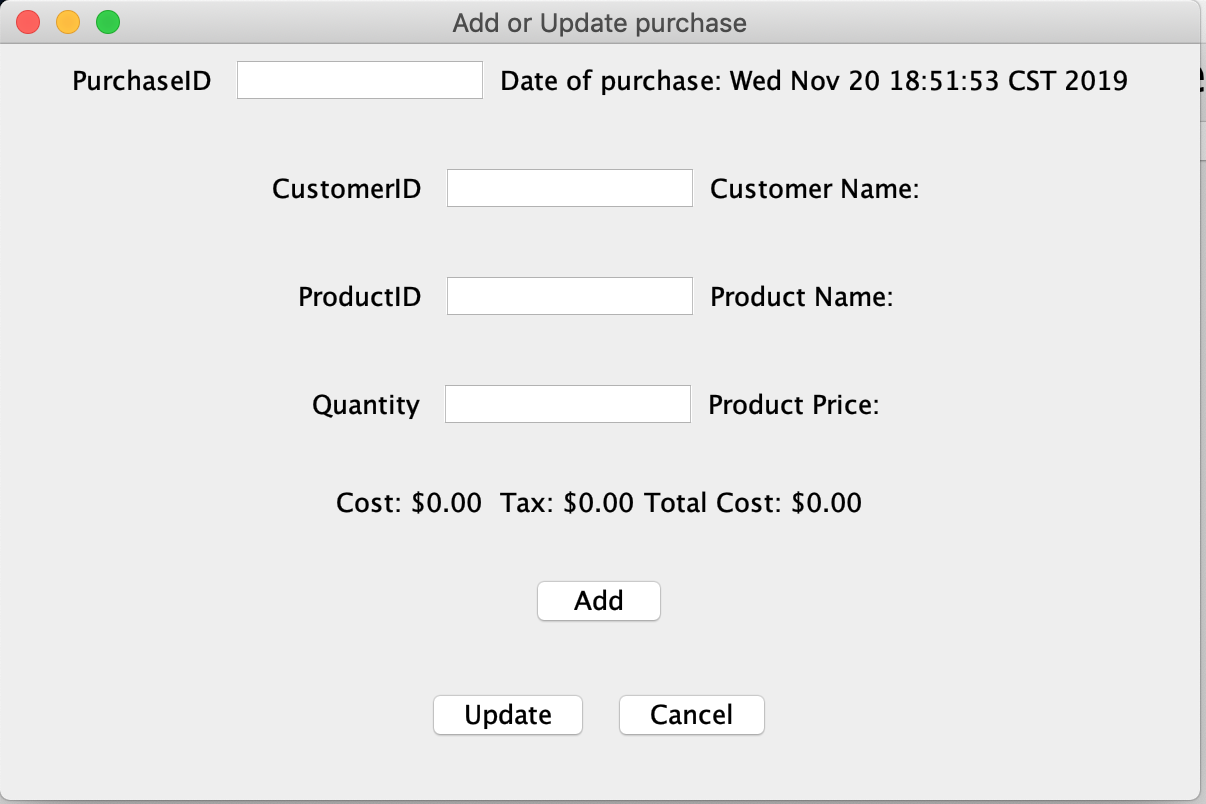 Add or Update purchase
PurchaseID Date of purchase: Wed Nov 20 18:51:53 CST 2019
CustomerID Customer Name:
ProductID Product Name:
Quantity Product Price:
Cost: $0.00 Tax: $0.00 Total Cost: $0.00
Add
Update Cancel